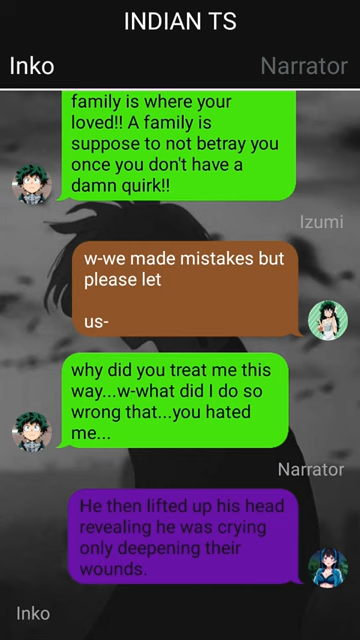 INDIAN TS
Inko Narrator
family is where your
loved!! A family is
suppose to not betray you
once you don't have a
damn quirk!!
Izumi
w-we made mistakes but
please let
us-
why did you treat me this
way...w-what did I do so
wrong that...you hated
me...
Narrator
He then lifted up his head
revealing he was crying
only deepening their
wounds.
Inko